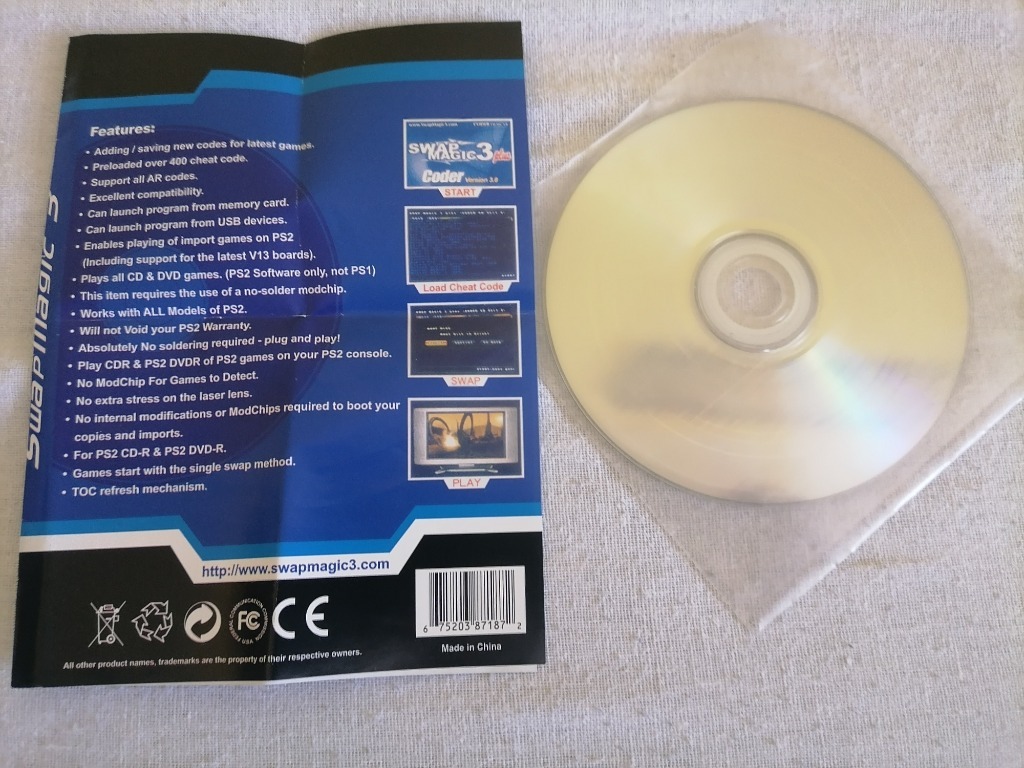 Swapmagic 3
Features:
• Adding / saving new codes for latest games.
• Preloaded over 400 cheat code.
• Support all AR codes.
• Excellent compatibility.
• Can launch program from memory card.
• Can launch program from USB devices.
• Enables playing of import games on PS2
(Including support for the latest V13 boards).
• Plays all CD & DVD games. (PS2 Software only, not PS1)
• This item requires the use of a no-solder modchip.
• Works with ALL Models of PS2.
• Will not Void your PS2 Warranty.
• Absolutely No soldering required - plug and play!
• Play CDR & PS2 DVDR of PS2 games on your PS2 console.
• No ModChip For Games to Detect.
• No extra stress on the laser lens.
• No internal modifications or ModChips required to boot your
copies and imports.
• For PS2 CD-R & PS2 DVD-R.
• Games start with the single swap method.
• TOC refresh mechanism.
www.SwapMagic3.com
SWAP
MAGIC 3 plus
Coder Version 3.8
START
Load Cheat Code
SWAP
PLAY
http://www.swapmagic3.com
FEDERAL COMMUNICATION COMMISSION USA
FC
CE
6 75203 87187 2
Made in China
All other product names, trademarks are the property of their respective owners.